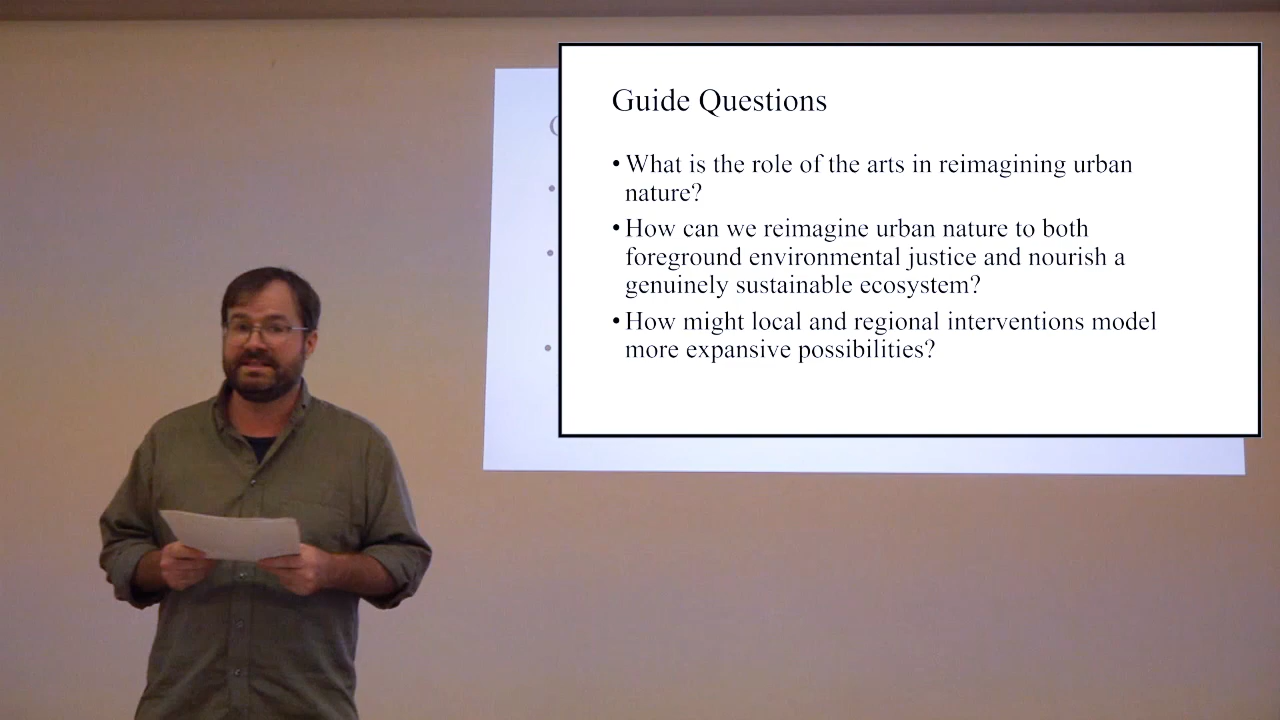 Guide Questions
• What is the role of the arts in reimagining urban
nature?
• How can we reimagine urban nature to both
foreground environmental justice and nourish a
genuinely sustainable ecosystem?
• How might local and regional interventions model
more expansive possibilities?